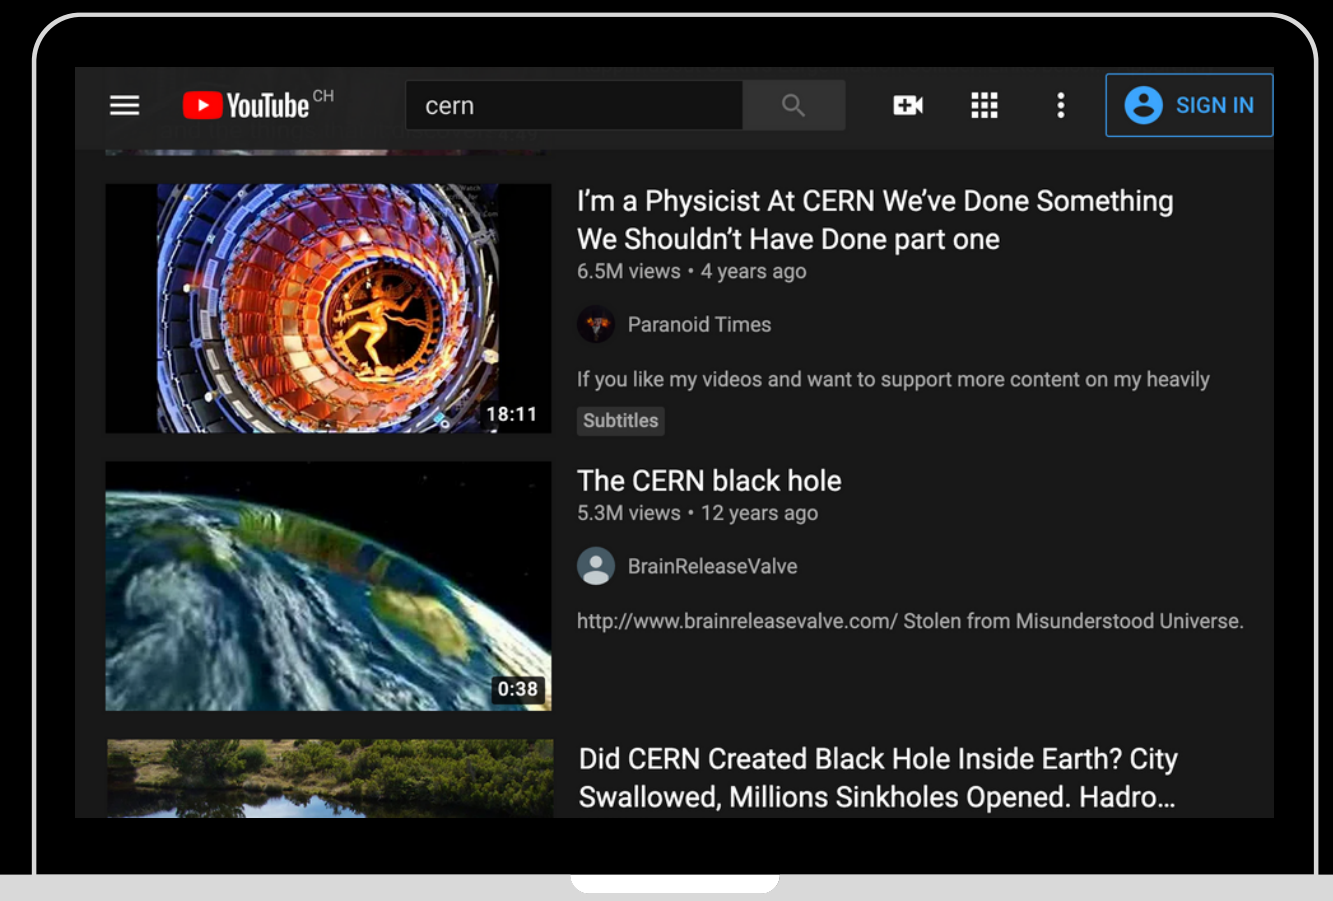 YouTube CH
cern
SIGN IN
I’m a Physicist At CERN We’ve Done Something
We Shouldn’t Have Done part one
6.5M views • 4 years ago
Paranoid Times
If you like my videos and want to support more content on my heavily
Subtitles
18:11
The CERN black hole
5.3M views • 12 years ago
BrainReleaseValve
http://www.brainreleasevalve.com/ Stolen from Misunderstood Universe.
0:38
Did CERN Created Black Hole Inside Earth? City
Swallowed, Millions Sinkholes Opened. Hadro...